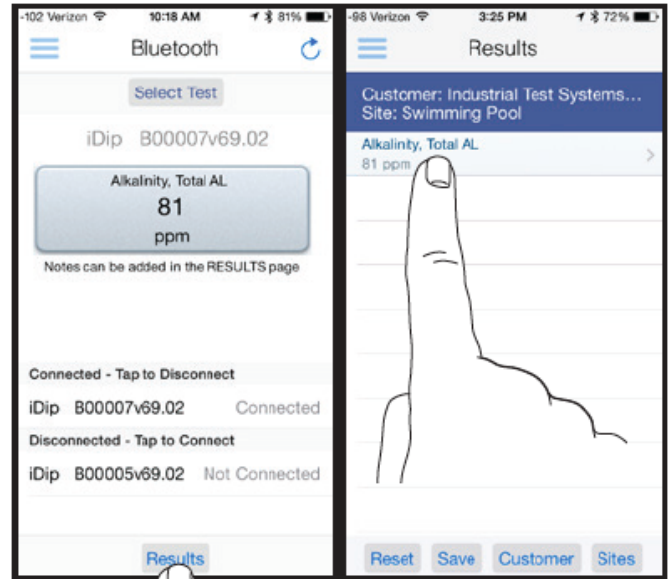 -102 Verizon 10:18 AM 81%
Bluetooth
Select Test
iDip B00007v69.02
Alkalinity, Total AL
81
ppm
Notes can be added in the RESULTS page
Connected - Tap to Disconnect
iDip B00007v69.02 Connected
Disconnected - Tap to Connect
iDip B00005v69.02 Not Connected
Results
-98 Verizon 3:25 PM 72%
Results
Customer: Industrial Test Systems...
Site: Swimming Pool
Alkalinity, Total AL
81 ppm
Reset Save Customer Sites